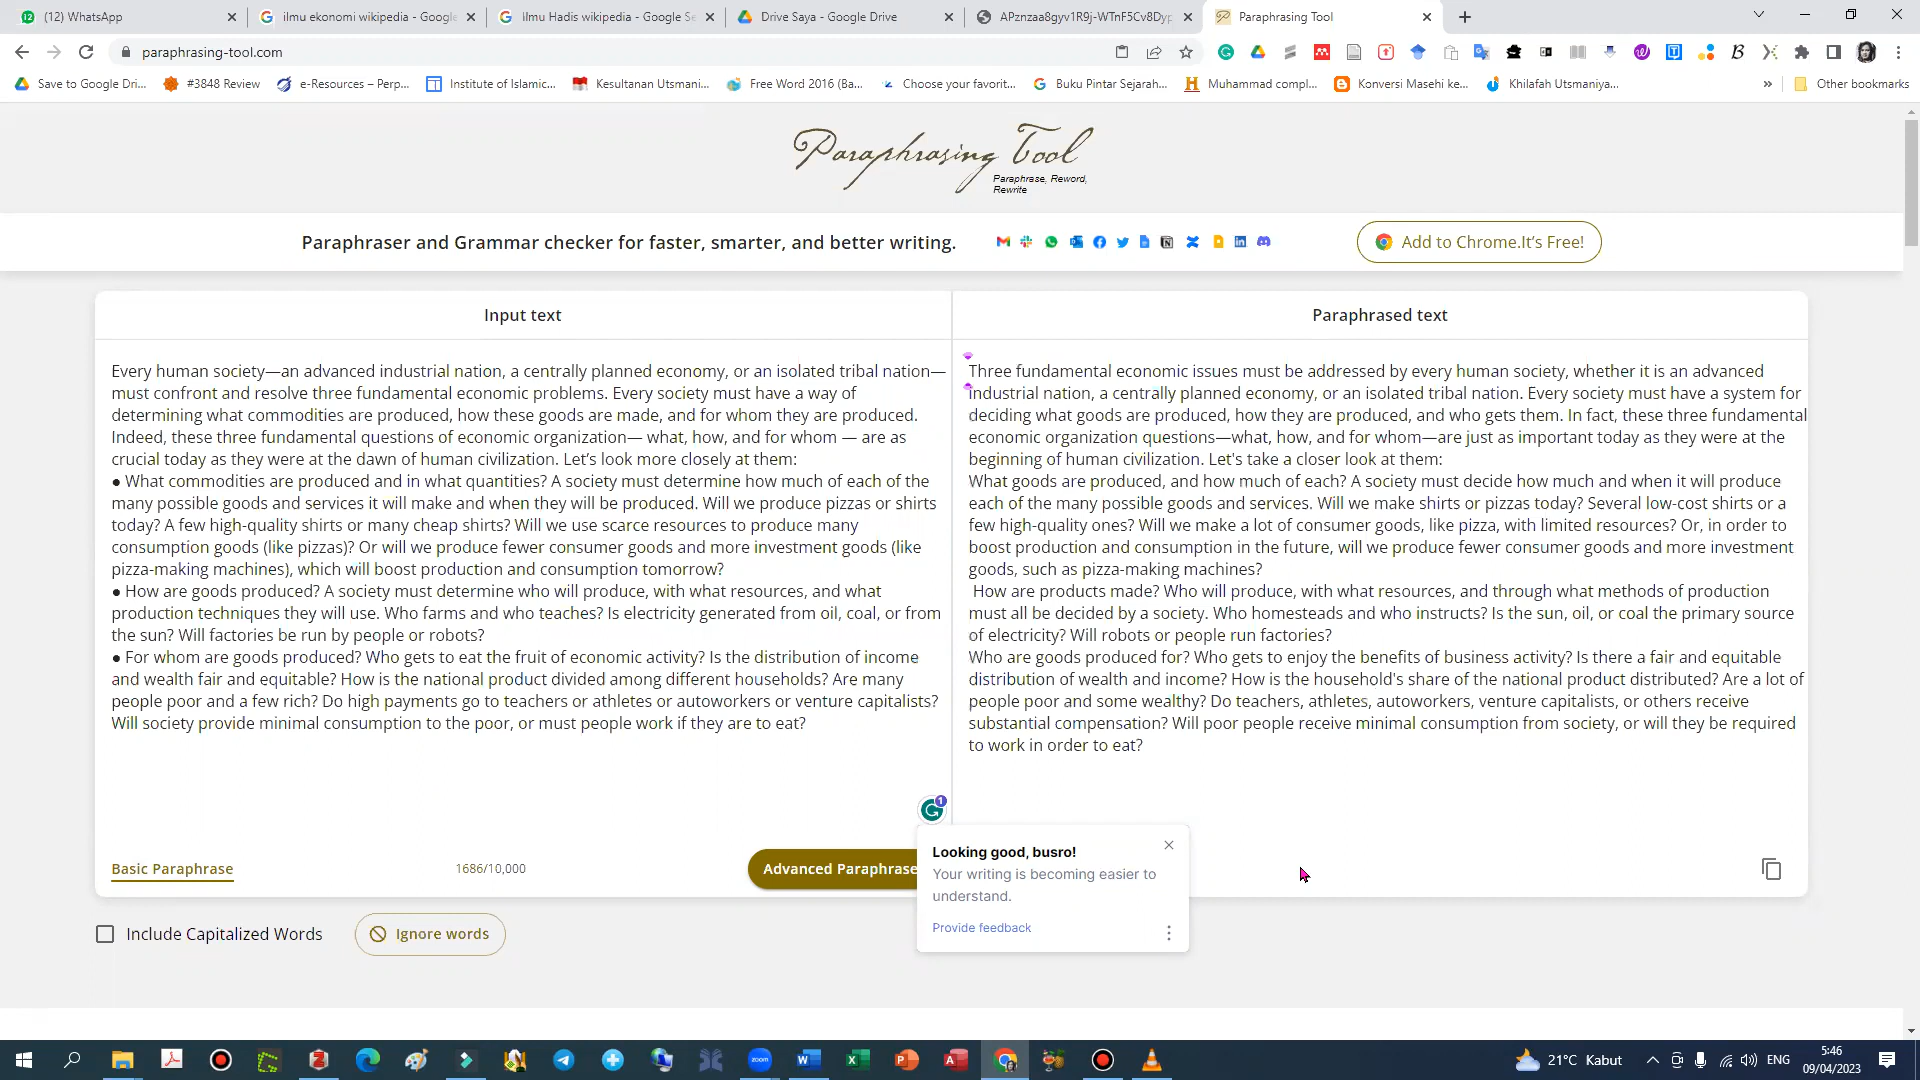 (12) WhatsApp
ilmu ekonomi wikipedia - Google
ilmu Hadis wikipedia - Google Se
Drive Saya - Google Drive
APznzaa8gyv1R9j-WTnF5Cv8Dyp
Paraphrasing Tool
paraphrasing-tool.com
Save to Google Dri...
#3848 Review
e-Resources – Perp...
Institute of Islamic...
Kesultanan Utsmani...
Free Word 2016 (Ba...
Choose your favorit...
Buku Pintar Sejarah...
Muhammad compl...
Konversi Masehi ke...
Khilafah Utsmaniya...
Other bookmarks
Paraphrasing Tool
Paraphrase, Reword,
Rewrite
Paraphraser and Grammar checker for faster, smarter, and better writing.
Add to Chrome.It's Free!
Input text
Every human society—an advanced industrial nation, a centrally planned economy, or an isolated tribal nation—
must confront and resolve three fundamental economic problems. Every society must have a way of
determining what commodities are produced, how these goods are made, and for whom they are produced.
Indeed, these three fundamental questions of economic organization— what, how, and for whom — are as
crucial today as they were at the dawn of human civilization. Let’s look more closely at them:
● What commodities are produced and in what quantities? A society must determine how much of each of the
many possible goods and services it will make and when they will be produced. Will we produce pizzas or shirts
today? A few high-quality shirts or many cheap shirts? Will we use scarce resources to produce many
consumption goods (like pizzas)? Or will we produce fewer consumer goods and more investment goods (like
pizza-making machines), which will boost production and consumption tomorrow?
● How are goods produced? A society must determine who will produce, with what resources, and what
production techniques they will use. Who farms and who teaches? Is electricity generated from oil, coal, or from
the sun? Will factories be run by people or robots?
● For whom are goods produced? Who gets to eat the fruit of economic activity? Is the distribution of income
and wealth fair and equitable? How is the national product divided among different households? Are many
people poor and a few rich? Do high payments go to teachers or athletes or autoworkers or venture capitalists?
Will society provide minimal consumption to the poor, or must people work if they are to eat?
Basic Paraphrase
1686/10,000
Advanced Paraphrase
Paraphrased text
Three fundamental economic issues must be addressed by every human society, whether it is an advanced
industrial nation, a centrally planned economy, or an isolated tribal nation. Every society must have a system for
deciding what goods are produced, how they are produced, and who gets them. In fact, these three fundamental
economic organization questions—what, how, and for whom—are just as important today as they were at the
beginning of human civilization. Let's take a closer look at them:
What goods are produced, and how much of each? A society must decide how much and when it will produce
each of the many possible goods and services. Will we make shirts or pizzas today? Several low-cost shirts or a
few high-quality ones? Will we make a lot of consumer goods, like pizza, with limited resources? Or, in order to
boost production and consumption in the future, will we produce fewer consumer goods and more investment
goods, such as pizza-making machines?
How are products made? Who will produce, with what resources, and through what methods of production
must all be decided by a society. Who homesteads and who instructs? Is the sun, oil, or coal the primary source
of electricity? Will robots or people run factories?
Who are goods produced for? Who gets to enjoy the benefits of business activity? Is there a fair and equitable
distribution of wealth and income? How is the household's share of the national product distributed? Are a lot of
people poor and some wealthy? Do teachers, athletes, autoworkers, venture capitalists, or others receive
substantial compensation? Will poor people receive minimal consumption from society, or will they be required
to work in order to eat?
1
Looking good, busro!
Your writing is becoming easier to
understand.
Provide feedback
Include Capitalized Words
Ignore words
zoom
21°C Kabut
ENG
5:46
09/04/2023